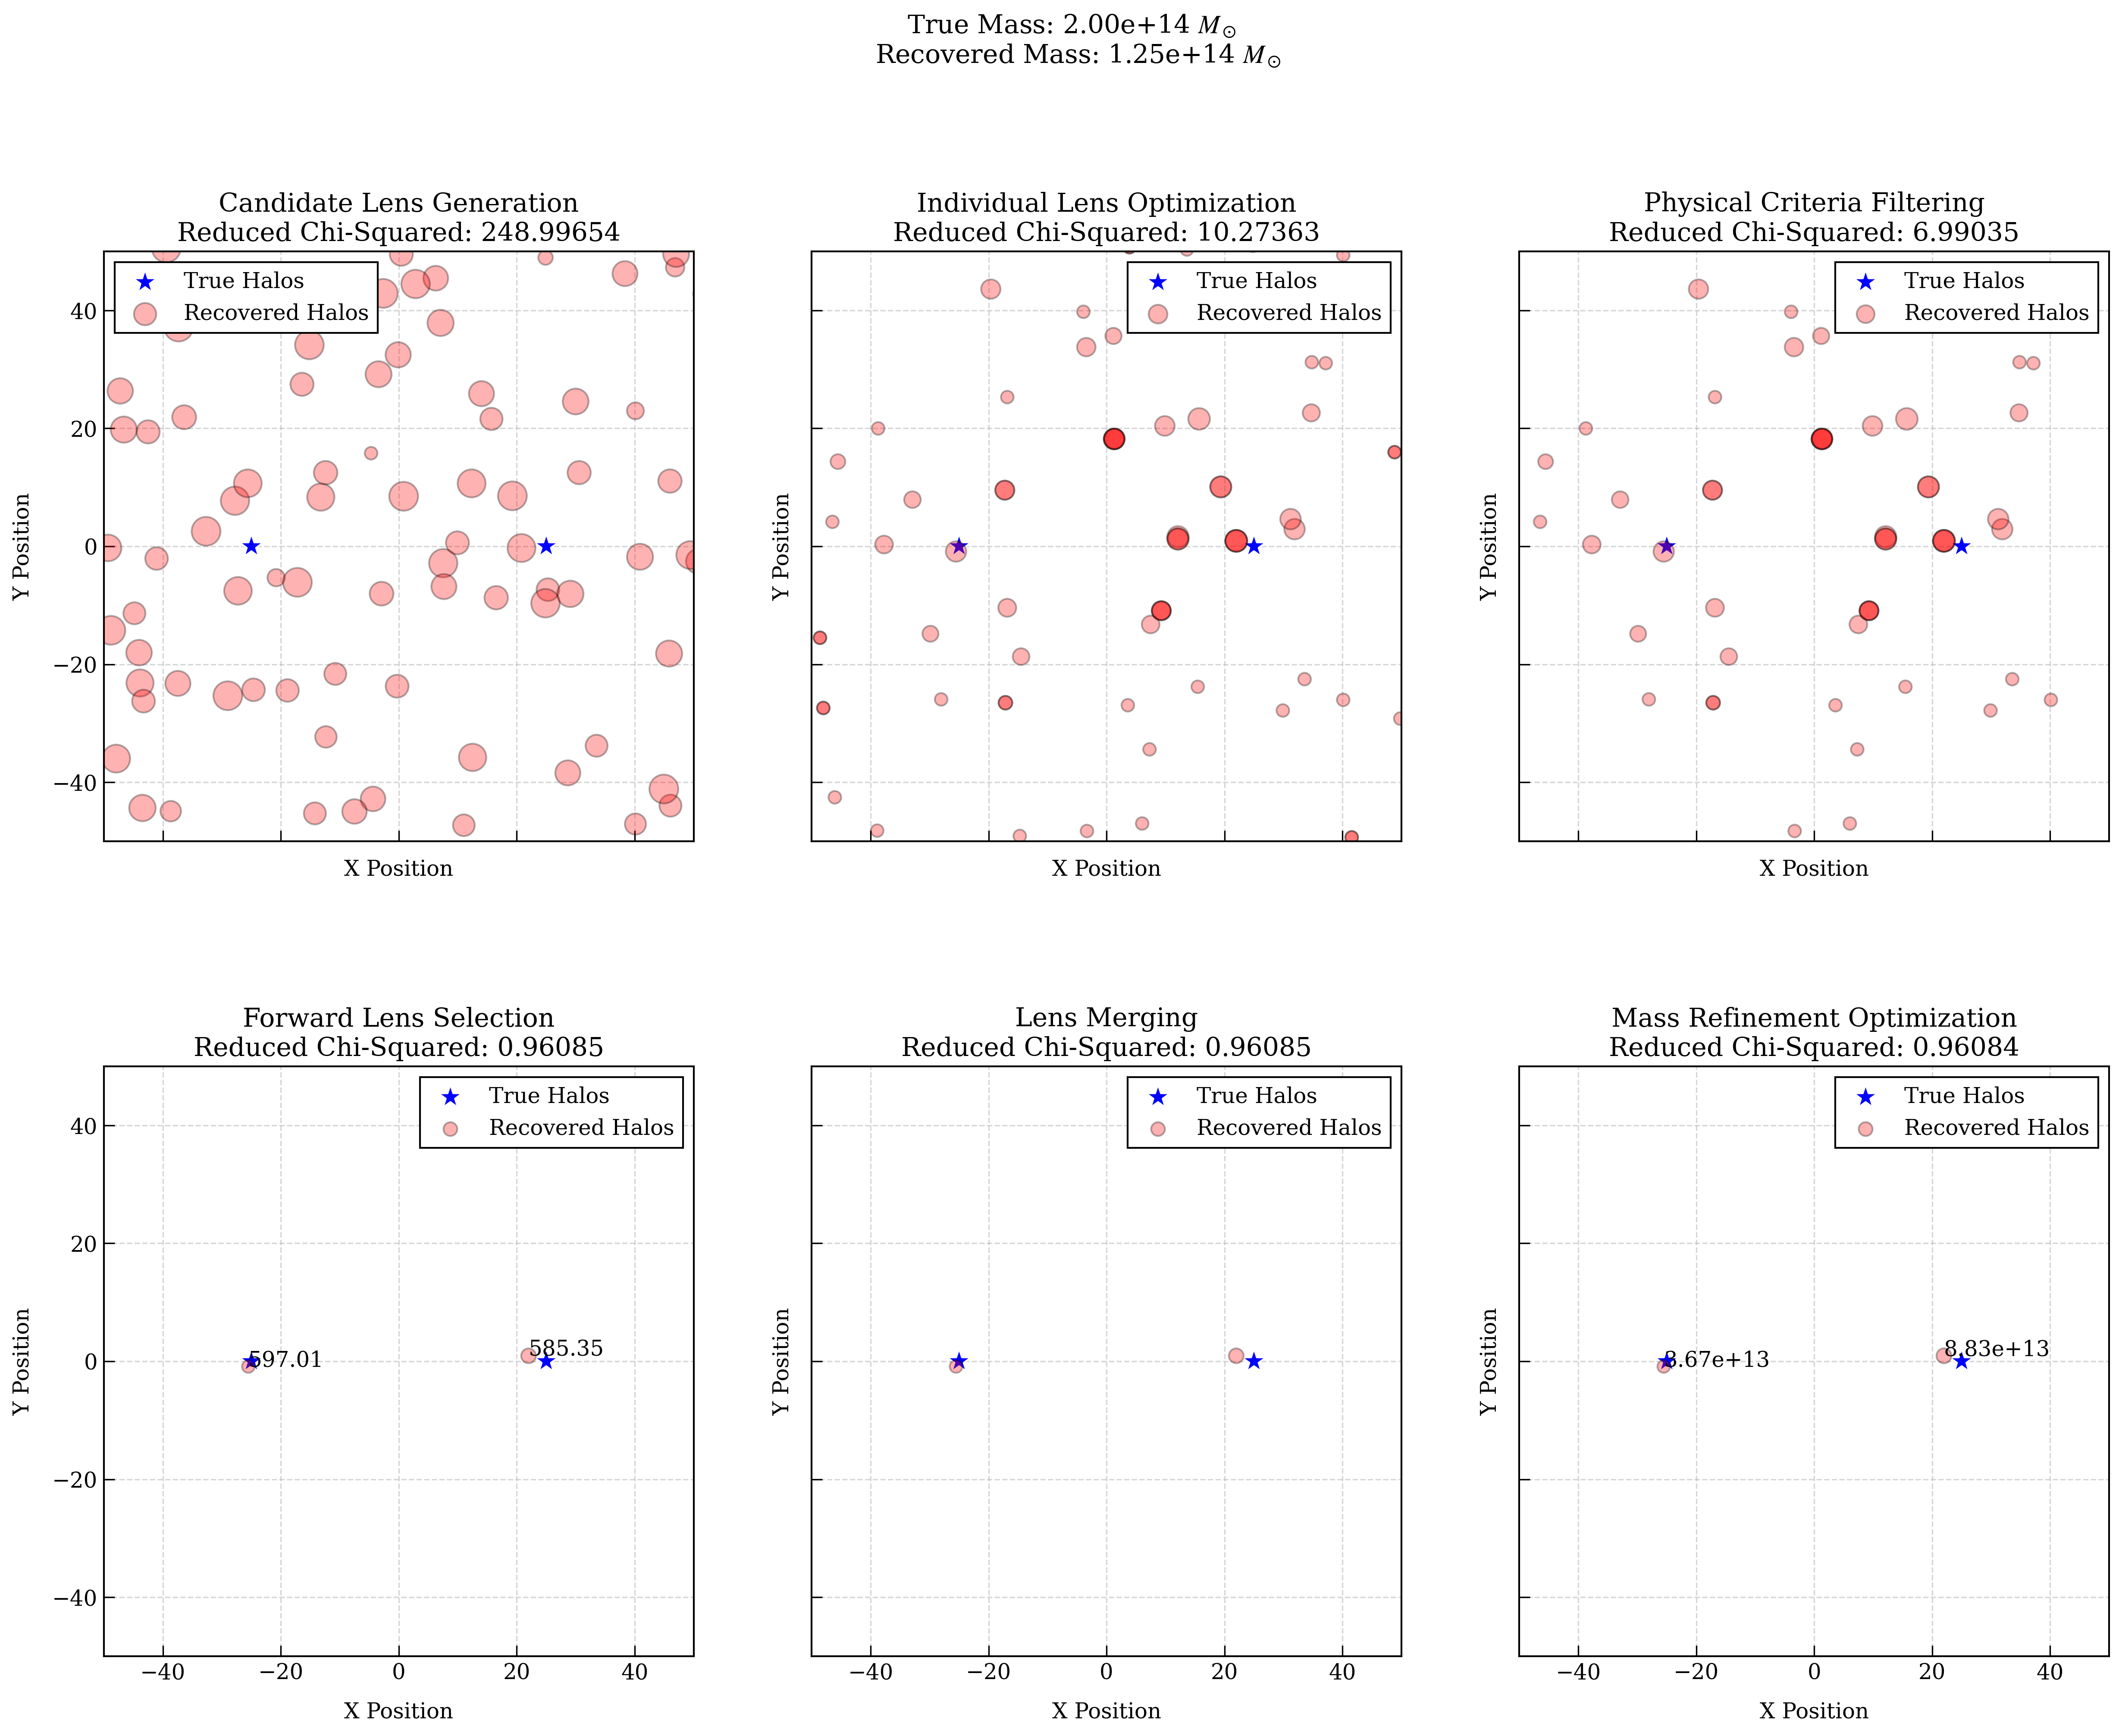 True Mass: 2.00e+14 M☉
Recovered Mass: 1.25e+14 M☉
Candidate Lens Generation
Reduced Chi-Squared: 248.99654
True Halos
Recovered Halos
Y Position
40
20
0
−20
−40
X Position
Individual Lens Optimization
Reduced Chi-Squared: 10.27363
True Halos
Recovered Halos
Y Position
X Position
Physical Criteria Filtering
Reduced Chi-Squared: 6.99035
True Halos
Recovered Halos
Y Position
X Position
Forward Lens Selection
Reduced Chi-Squared: 0.96085
True Halos
Recovered Halos
Y Position
40
20
0
−20
−40
597.01
585.35
−40 −20 0 20 40
X Position
Lens Merging
Reduced Chi-Squared: 0.96085
True Halos
Recovered Halos
Y Position
−40 −20 0 20 40
X Position
Mass Refinement Optimization
Reduced Chi-Squared: 0.96084
True Halos
Recovered Halos
Y Position
8.83e+13
−40 −20 0 20 40
X Position